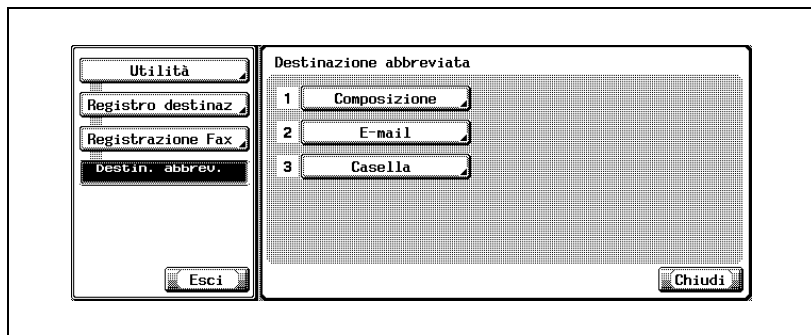 Utilità
Registro destinaz
Registrazione Fax
Destin. abbrev.
Esci
Destinazione abbreviata
1 Composizione
2 E-mail
3 Casella
Chiudi